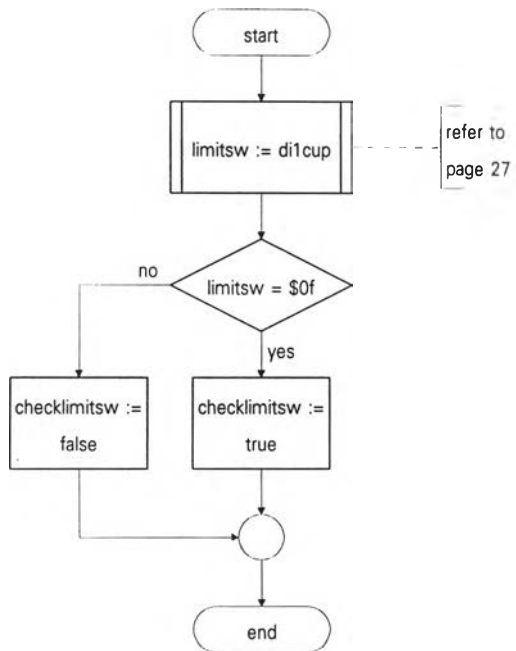 start
limitsw := di1cup
refer to
page 27
limitsw = $0f
no
yes
checklimitsw :=
false
checklimitsw :=
true
end